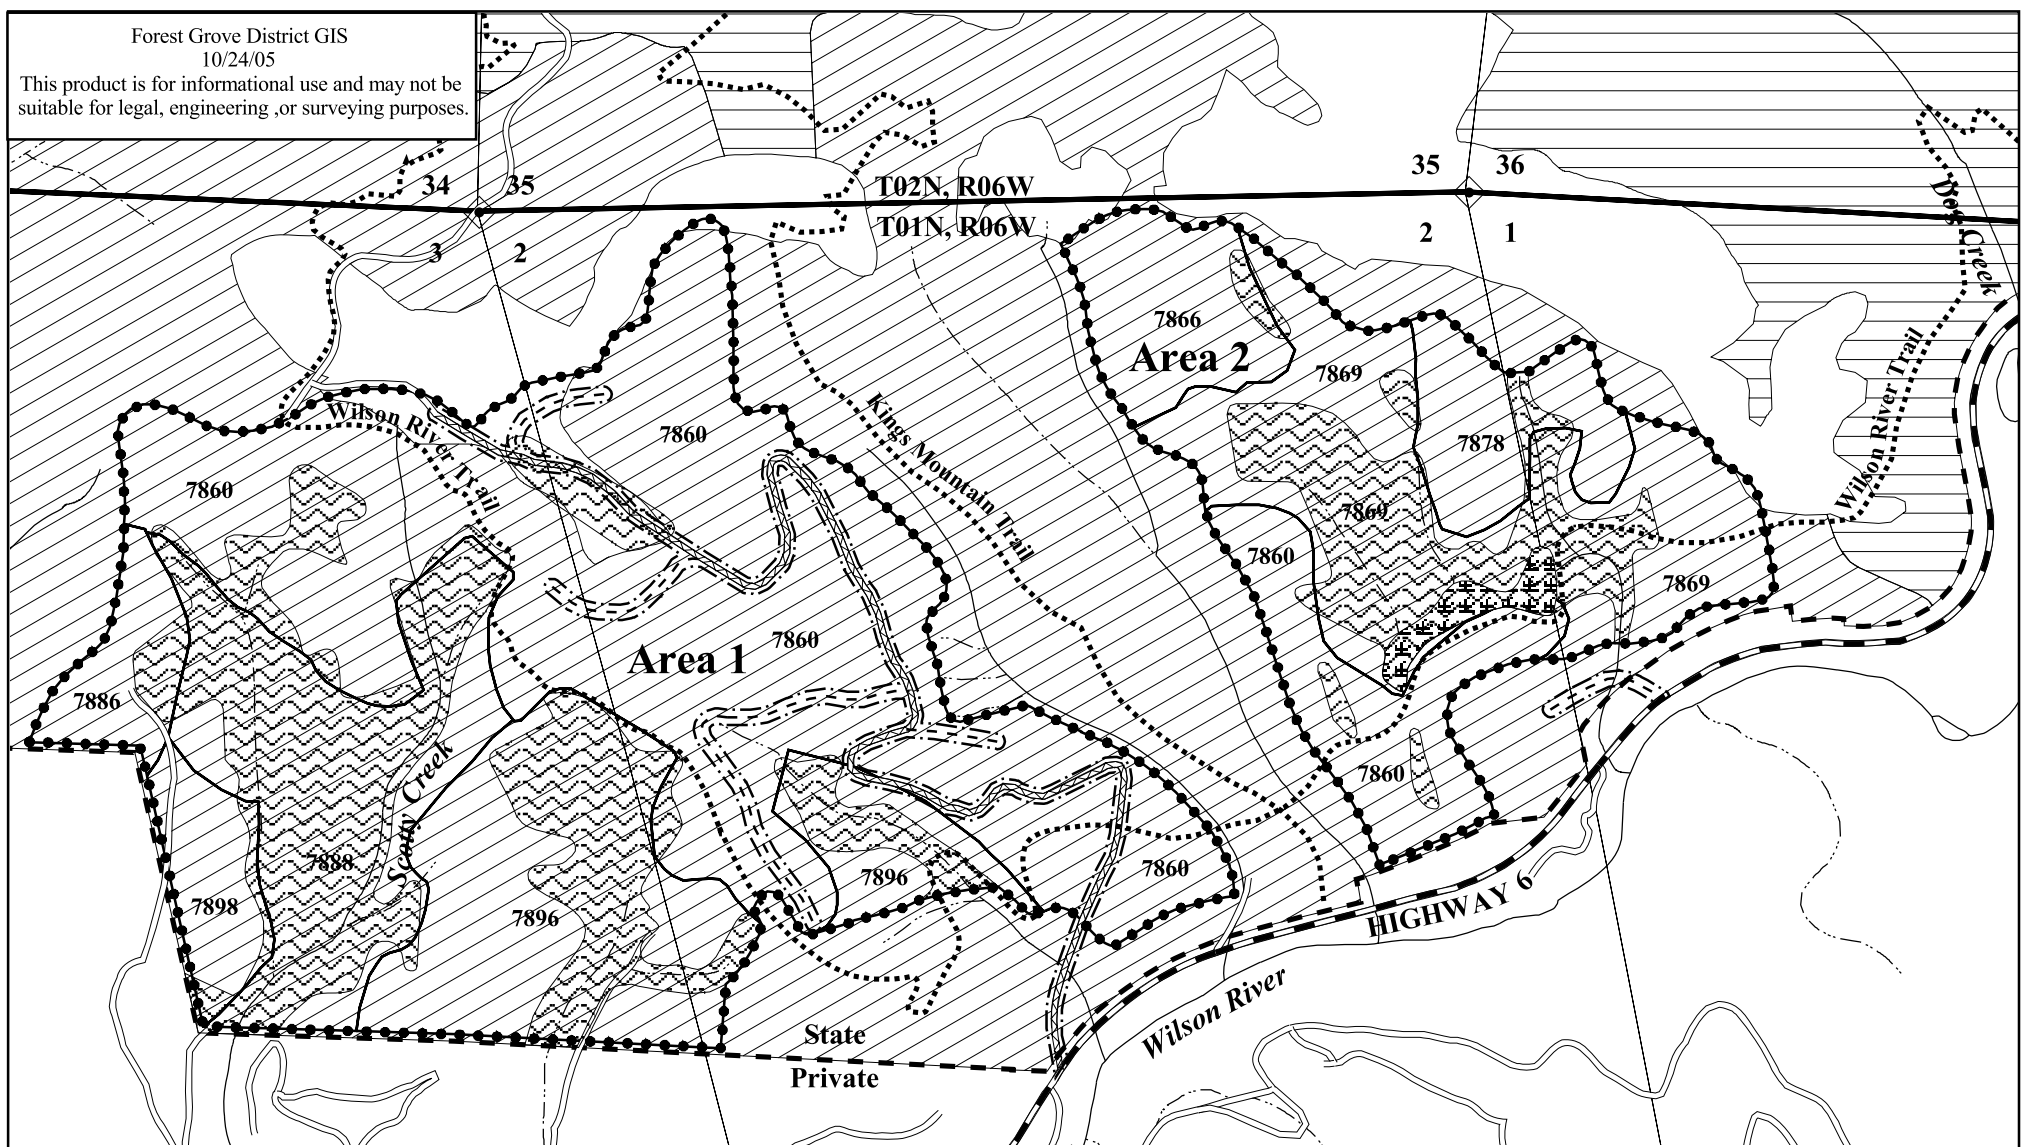 Forest Grove District GIS
10/24/05
This product is for informational use and may not be
suitable for legal, engineering ,or surveying purposes.
34
35
35
36
T02N, R06W
T01N, R06W
3
2
2
1
Dog Creek
7866
Area 2
7869
Wilson River Trail
Kings Mountain Trail
Wilson River Trail
7860
7878
7860
7869
7860
7869
7860
Area 1
7886
Scotty Creek
7860
7888
7896
7860
7898
7896
HIGHWAY 6
Wilson River
State
Private